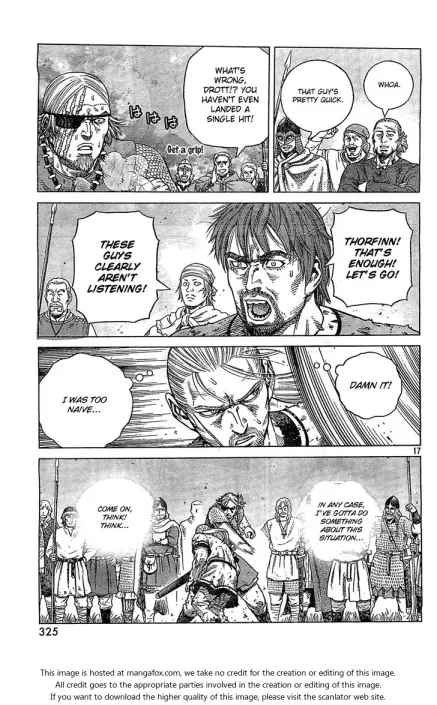 WHOA.
THAT GUY'S
PRETTY QUICK.
WHAT'S
WRONG,
DROTT!? YOU
HAVEN'T EVEN
LANDED A
SINGLE HIT!
はは は
Get a grip!
THORFINN!
THAT'S
ENOUGH!
LET'S GO!
THESE
GUYS
CLEARLY
AREN'T
LISTENING!
DAMN IT!
I WAS TOO
NAIVE...
17
IN ANY CASE,
I'VE GOTTA DO
SOMETHING
ABOUT THIS
SITUATION...
COME ON,
THINK!
THINK...
325
This image is hosted at mangafox.com, we take no credit for the creation or editing of this image.
All credit goes to the appropriate parties involved in the creation or editing of this image.
If you want to download the higher quality of this image, please visit the scanlator web site.